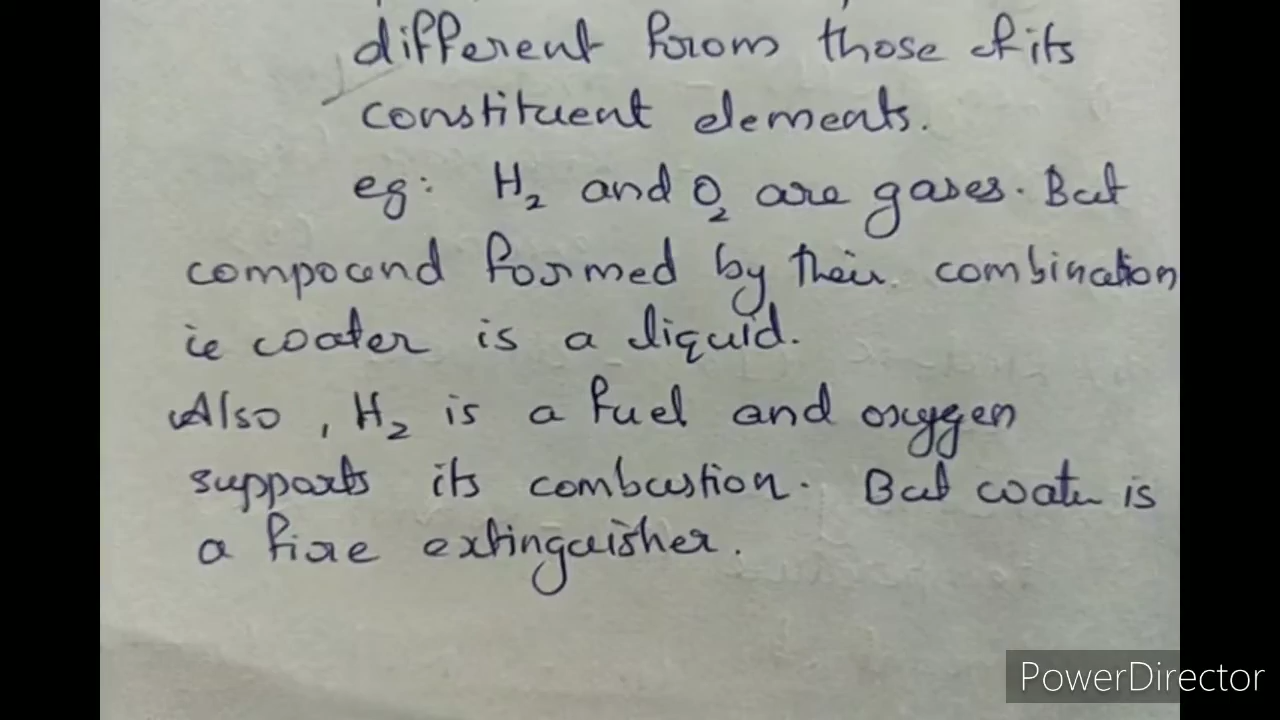 different from those of its
constituent elements.
eg: H₂ and O₂ are gases. But
compound formed by their combination
ie water is a liquid.
Also, H₂ is a fuel and oxygen
supports its combustion. But water is
a fire extinguisher.
PowerDirector